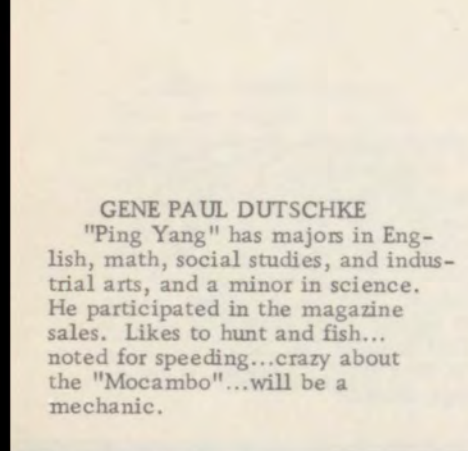 GENE PAUL DUTSCHKE
"Ping Yang" has majors in Eng-
lish, math, social studies, and indus-
trial arts, and a minor in science.
He participated in the magazine
sales. Likes to hunt and fish...
noted for speeding...crazy about
the "Mocambo"...will be a
mechanic.